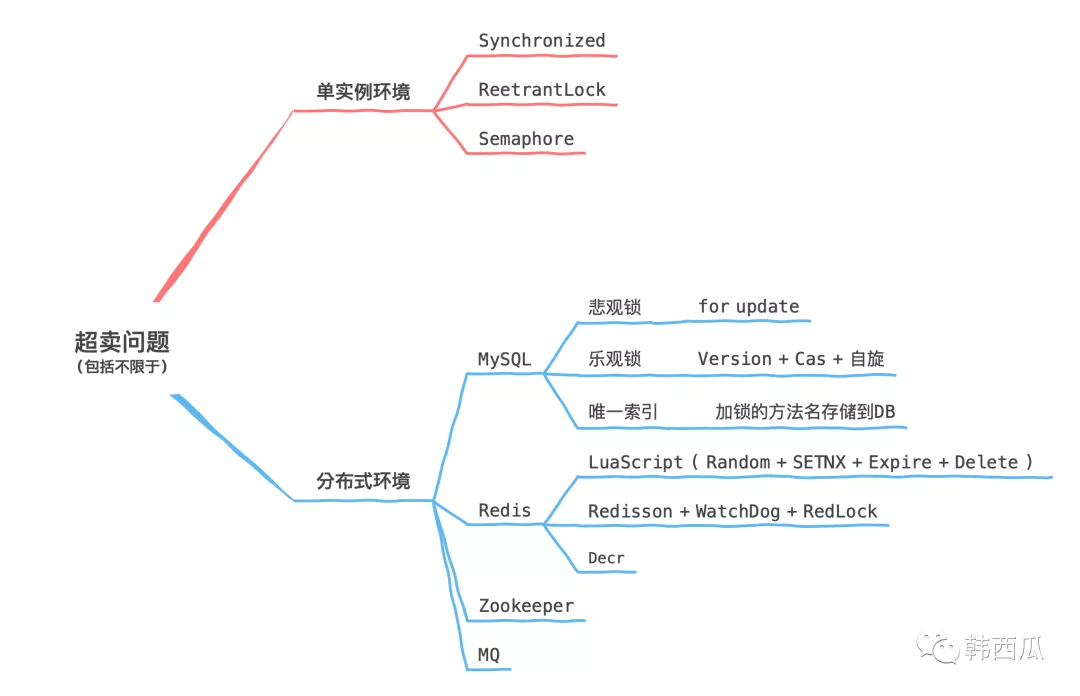 Synchronized
单实例环境
ReetrantLock
Semaphore
超卖问题
(包括不限于)
悲观锁 for update
MySQL
乐观锁 Version + Cas + 自旋
唯一索引 加锁的方法名存储到DB
分布式环境
LuaScript ( Random + SETNX + Expire + Delete )
Redis
Redisson + WatchDog + RedLock
Decr
Zookeeper
MQ
韩西瓜